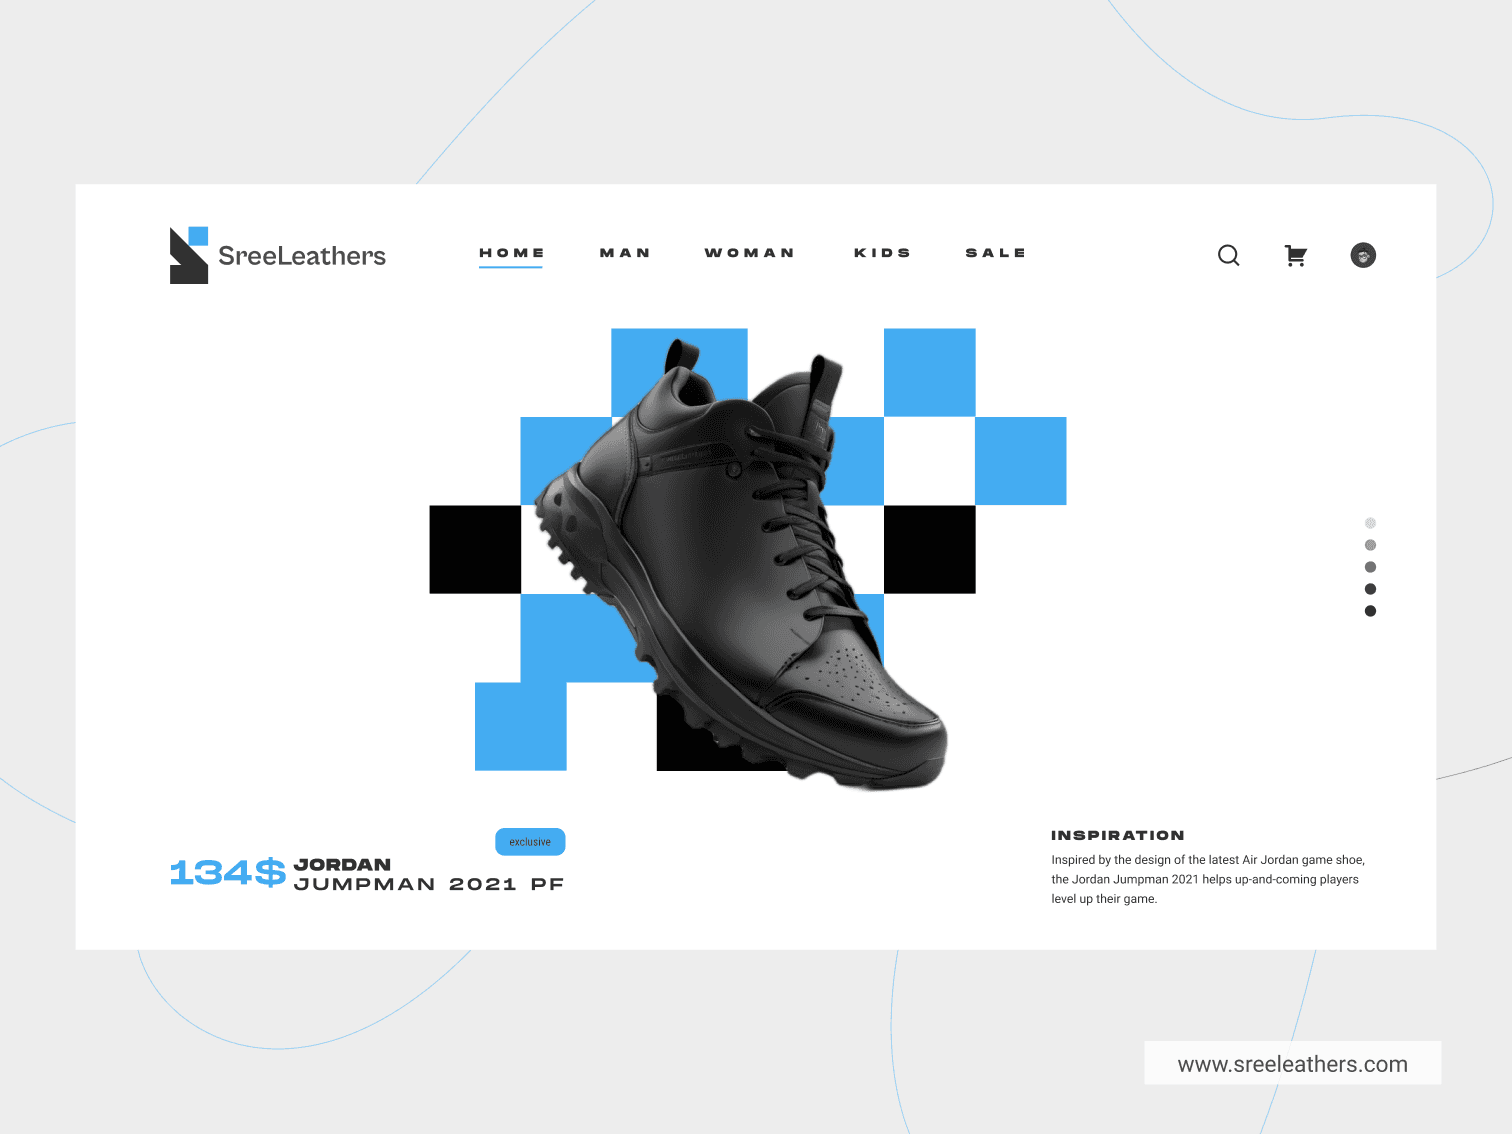 SreeLeathers
HOME MAN WOMAN KIDS SALE
exclusive
134$ JORDAN
JUMPMAN 2021 PF
INSPIRATION
Inspired by the design of the latest Air Jordan game shoe,
the Jordan Jumpman 2021 helps up-and-coming players
level up their game.
www.sreeleathers.com